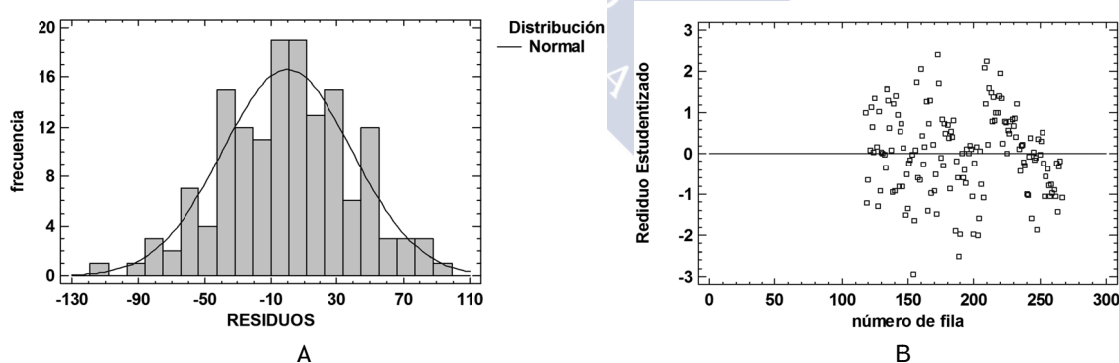 Distribución
Normal
frecuencia
20
16
12
8
4
0
-130 -90 -50 -10 30 70 110
RESIDUOS
A
A
Rediduo Estudentizado
3
2
1
0
-1
-2
-3
0 50 100 150 200 250 300
número de fila
B